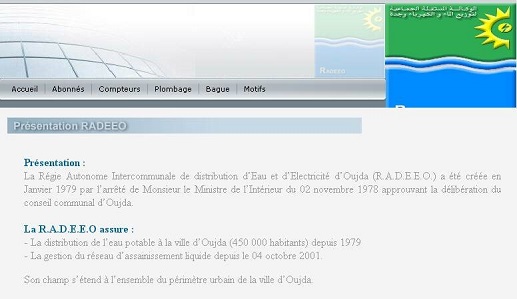 الوكالة المستقلة الجماعية
لتوزيع الماء و الكهرباء وجدة
RADEEO
Accueil Abonnés Compteurs Plombage Bague Motifs
Présentation RADEEO
Présentation :
La Régie Autonome Intercommunale de distribution d'Eau et d'Electricité d'Oujda (R.A.D.E.E.O.) a été créée en
Janvier 1979 par l'arrêté de Monsieur le Ministre de l'Intérieur du 02 novembre 1978 approuvant la délibération du
conseil communal d'Oujda.
La R.A.D.E.E.O assure :
- La distribution de l'eau potable à la ville d'Oujda (450 000 habitants) depuis 1979
- La gestion du réseau d'assainissement liquide depuis le 04 octobre 2001.
Son champ s'étend à l'ensemble du périmètre urbain de la ville d'Oujda.